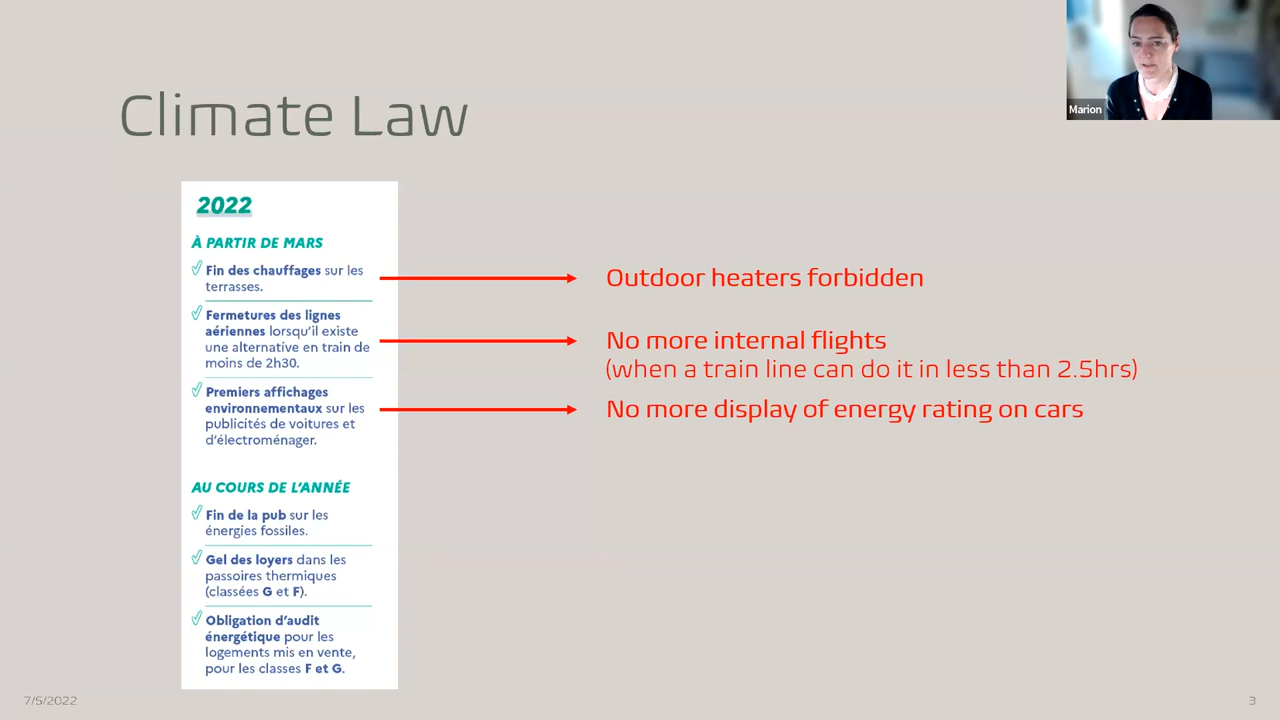 Marion
Climate Law
2022
À PARTIR DE MARS
Fin des chauffages sur les
terrasses.
Outdoor heaters forbidden
Fermetures des lignes
aériennes lorsqu'il existe
une alternative en train de
moins de 2h30.
No more internal flights
(when a train line can do it in less than 2.5hrs)
Premiers affichages
environnementaux sur les
publicités de voitures et
d'électroménager.
No more display of energy rating on cars
AU COURS DE L'ANNÉE
Fin de la pub sur les
énergies fossiles.
Gel des loyers dans les
passoires thermiques
(classées G et F).
Obligation d'audit
énergétique pour les
logements mis en vente,
pour les classes F et G.
7/5/2022
3